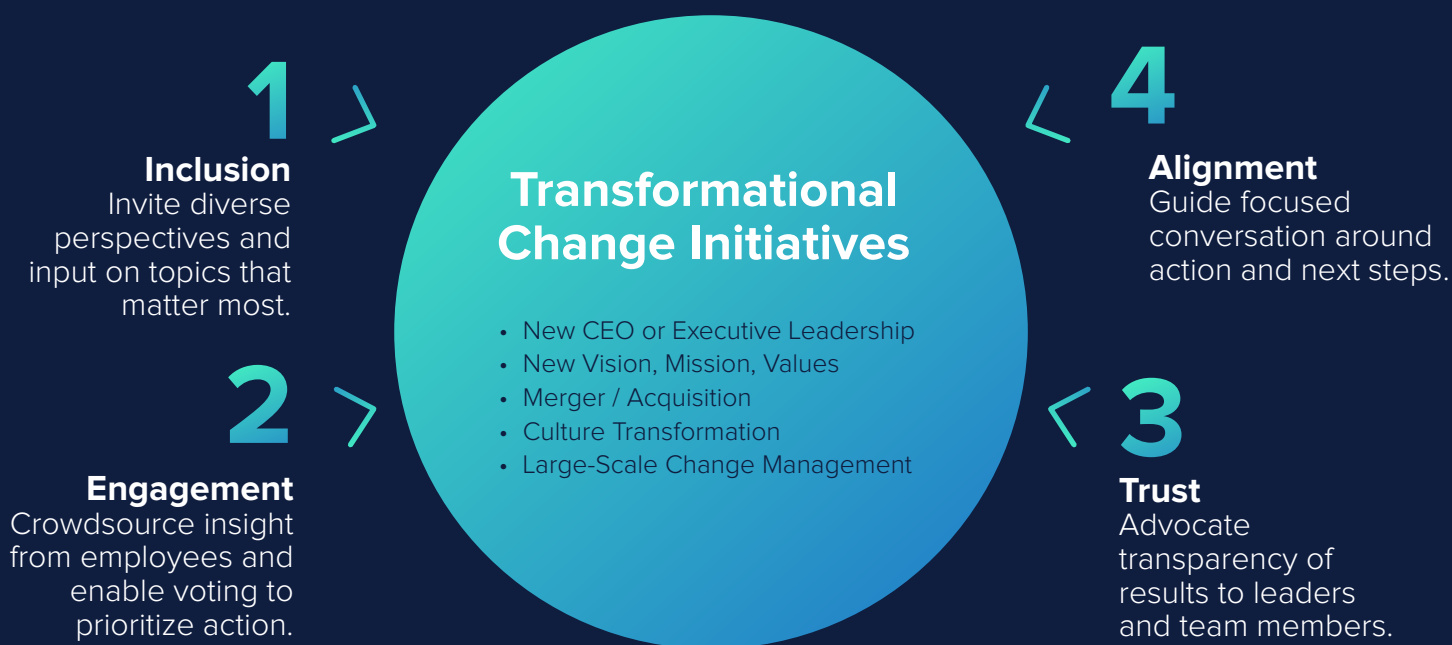 1
Inclusion
Invite diverse
perspectives and
input on topics that
matter most.
2
Engagement
Crowdsource insight
from employees and
enable voting to
prioritize action.
Transformational
Change Initiatives
• New CEO or Executive Leadership
• New Vision, Mission, Values
• Merger / Acquisition
• Culture Transformation
• Large-Scale Change Management
3
Trust
Advocate
transparency of
results to leaders
and team members.
4
Alignment
Guide focused
conversation around
action and next steps.